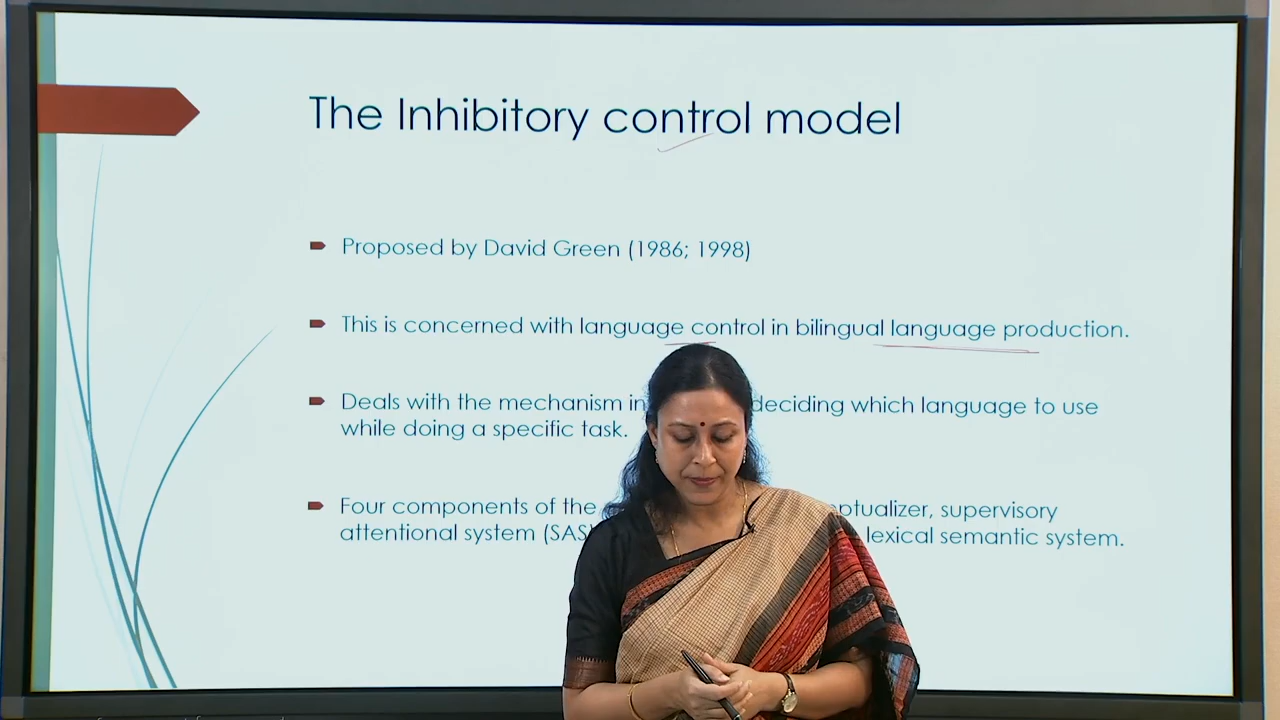 The Inhibitory control model
Proposed by David Green (1986; 1998)
This is concerned with language control in bilingual language production.
Deals with the mechanism in deciding which language to use
while doing a specific task.
Four components of the supervisory
attentional system (SAS) lexical semantic system.